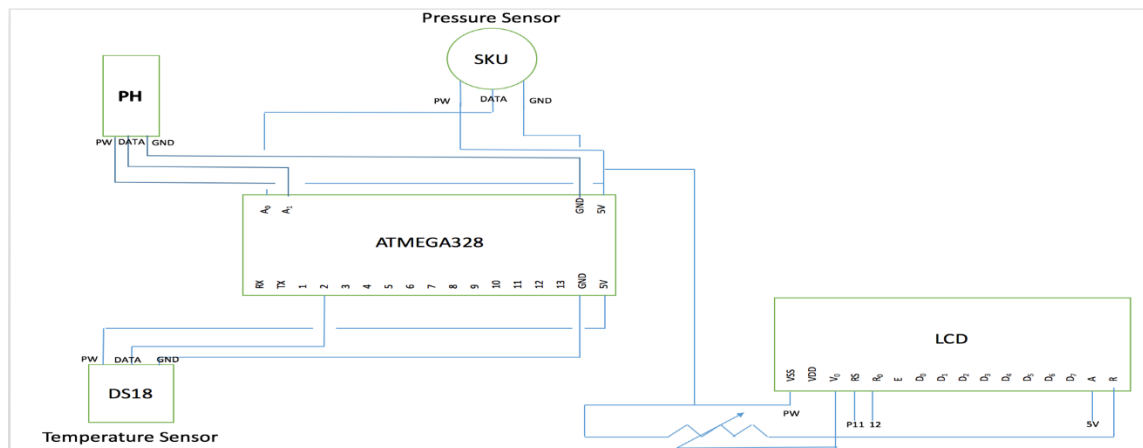 Pressure Sensor
SKU
PW DATA GND
PH
PW DATA GND
A0 A1 GND 5V
ATMEGA328
RX TX 1 2 3 4 5 6 7 8 9 10 11 12 13 GND 5V
PW DATA GND
DS18
Temperature Sensor
LCD
VSS VDD V0 RS R0 E D0 D1 D2 D3 D4 D5 D6 D7 A R
PW
P11 12 5V